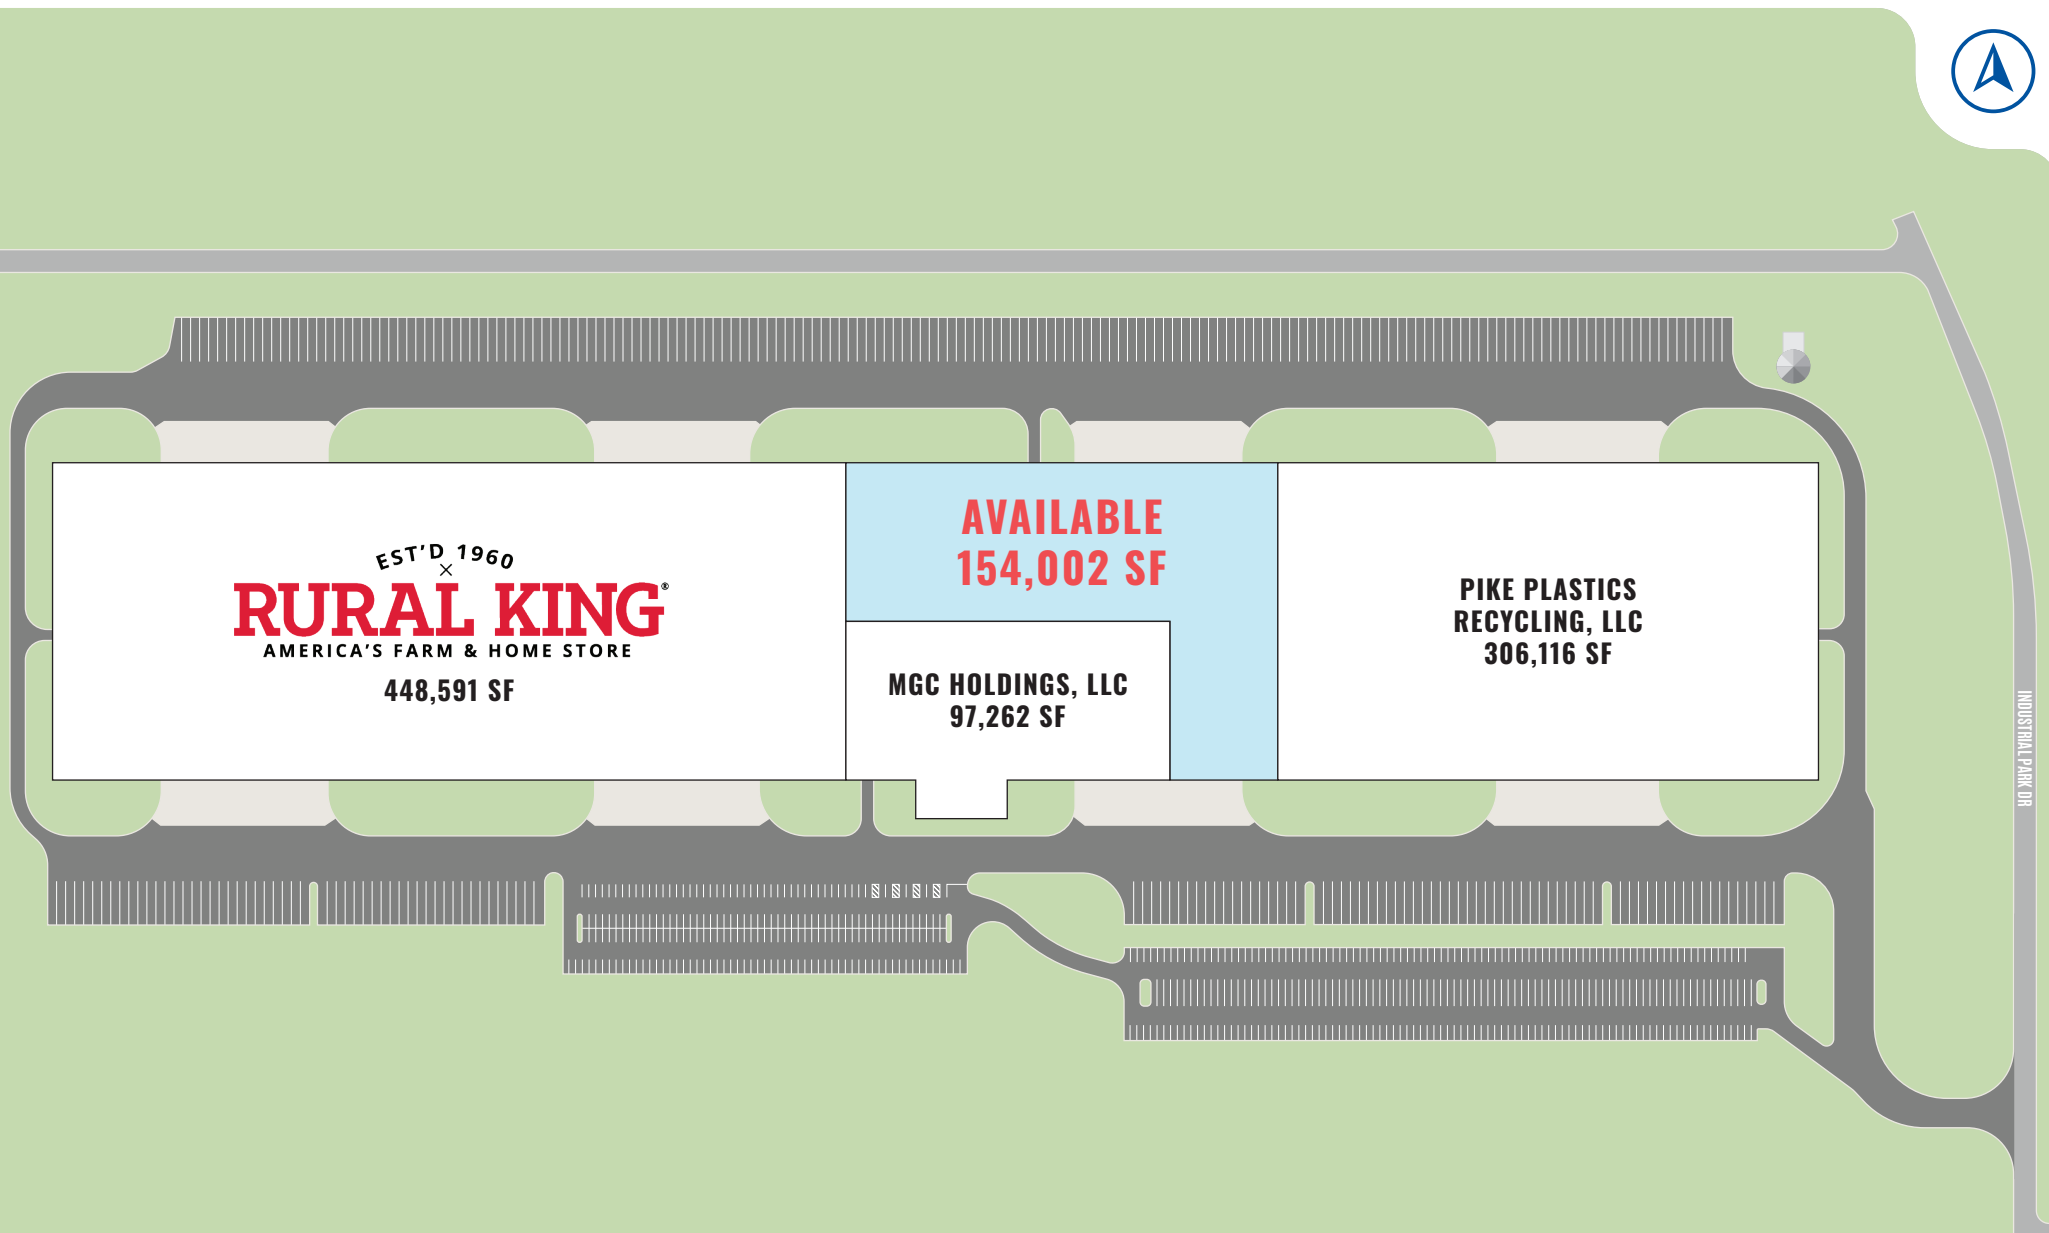 EST'D 1960
RURAL KING®
AMERICA'S FARM & HOME STORE
448,591 SF
AVAILABLE
154,002 SF
MGC HOLDINGS, LLC
97,262 SF
PIKE PLASTICS
RECYCLING, LLC
306,116 SF
INDUSTRIAL PARK DR